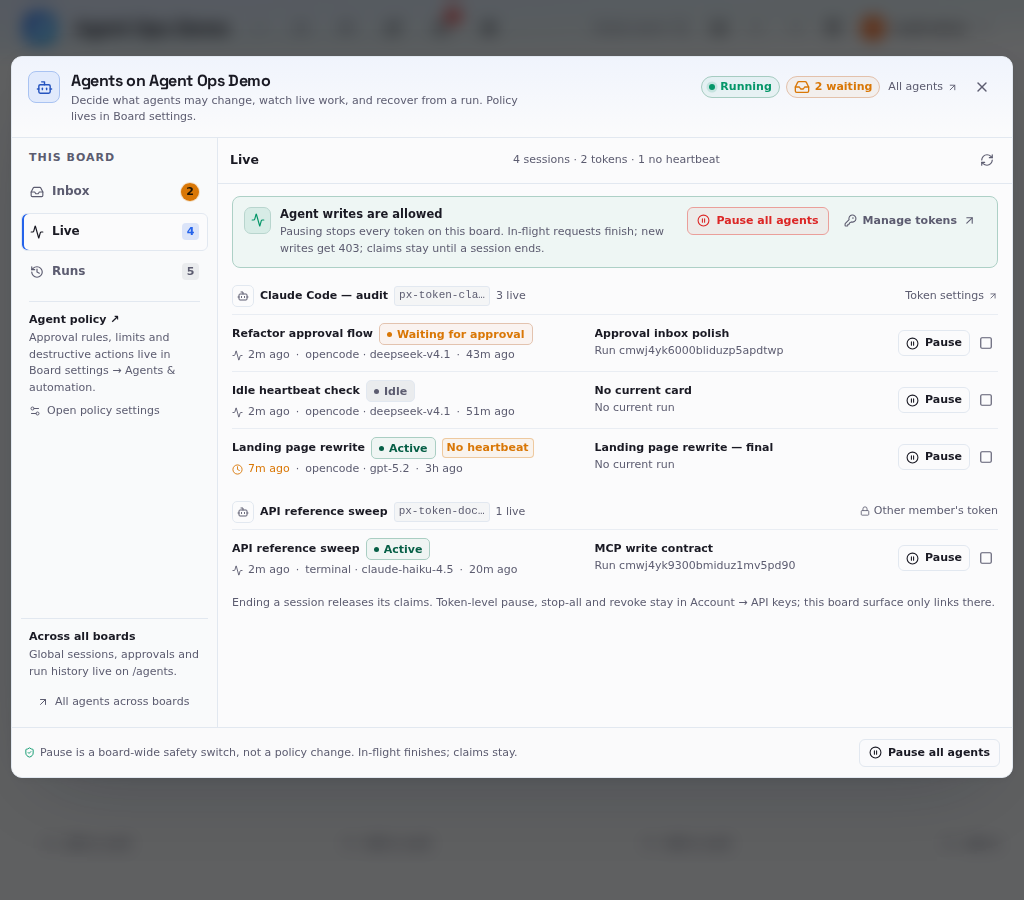 Agents on Agent Ops Demo
Decide what agents may change, watch live work, and recover from a run. Policy
lives in Board settings.
Running
2 waiting
All agents ↗
THIS BOARD
Inbox 2
Live 4
Runs 5
Agent policy ↗
Approval rules, limits and
destructive actions live in
Board settings → Agents &
automation.
Open policy settings
Across all boards
Global sessions, approvals and
run history live on /agents.
All agents across boards
Live
4 sessions · 2 tokens · 1 no heartbeat
Agent writes are allowed
Pausing stops every token on this board. In-flight requests finish; new
writes get 403; claims stay until a session ends.
Pause all agents
Manage tokens
Claude Code — audit px-token-cla… 3 live
Token settings
Refactor approval flow Waiting for approval
2m ago · opencode · deepseek-v4.1 · 43m ago
Approval inbox polish
Run cmwj4yk6000bliduzp5apdtwp
Pause
Idle heartbeat check Idle
2m ago · opencode · deepseek-v4.1 · 51m ago
No current card
No current run
Pause
Landing page rewrite Active No heartbeat
7m ago · opencode · gpt-5.2 · 3h ago
Landing page rewrite — final
No current run
Pause
API reference sweep px-token-doc… 1 live
Other member's token
API reference sweep Active
2m ago · terminal · claude-haiku-4.5 · 20m ago
MCP write contract
Run cmwj4yk9300bmiduz1mv5pd90
Pause
Ending a session releases its claims. Token-level pause, stop-all and revoke stay in Account → API keys; this board surface only links there.
Pause is a board-wide safety switch, not a policy change. In-flight finishes; claims stay.
Pause all agents